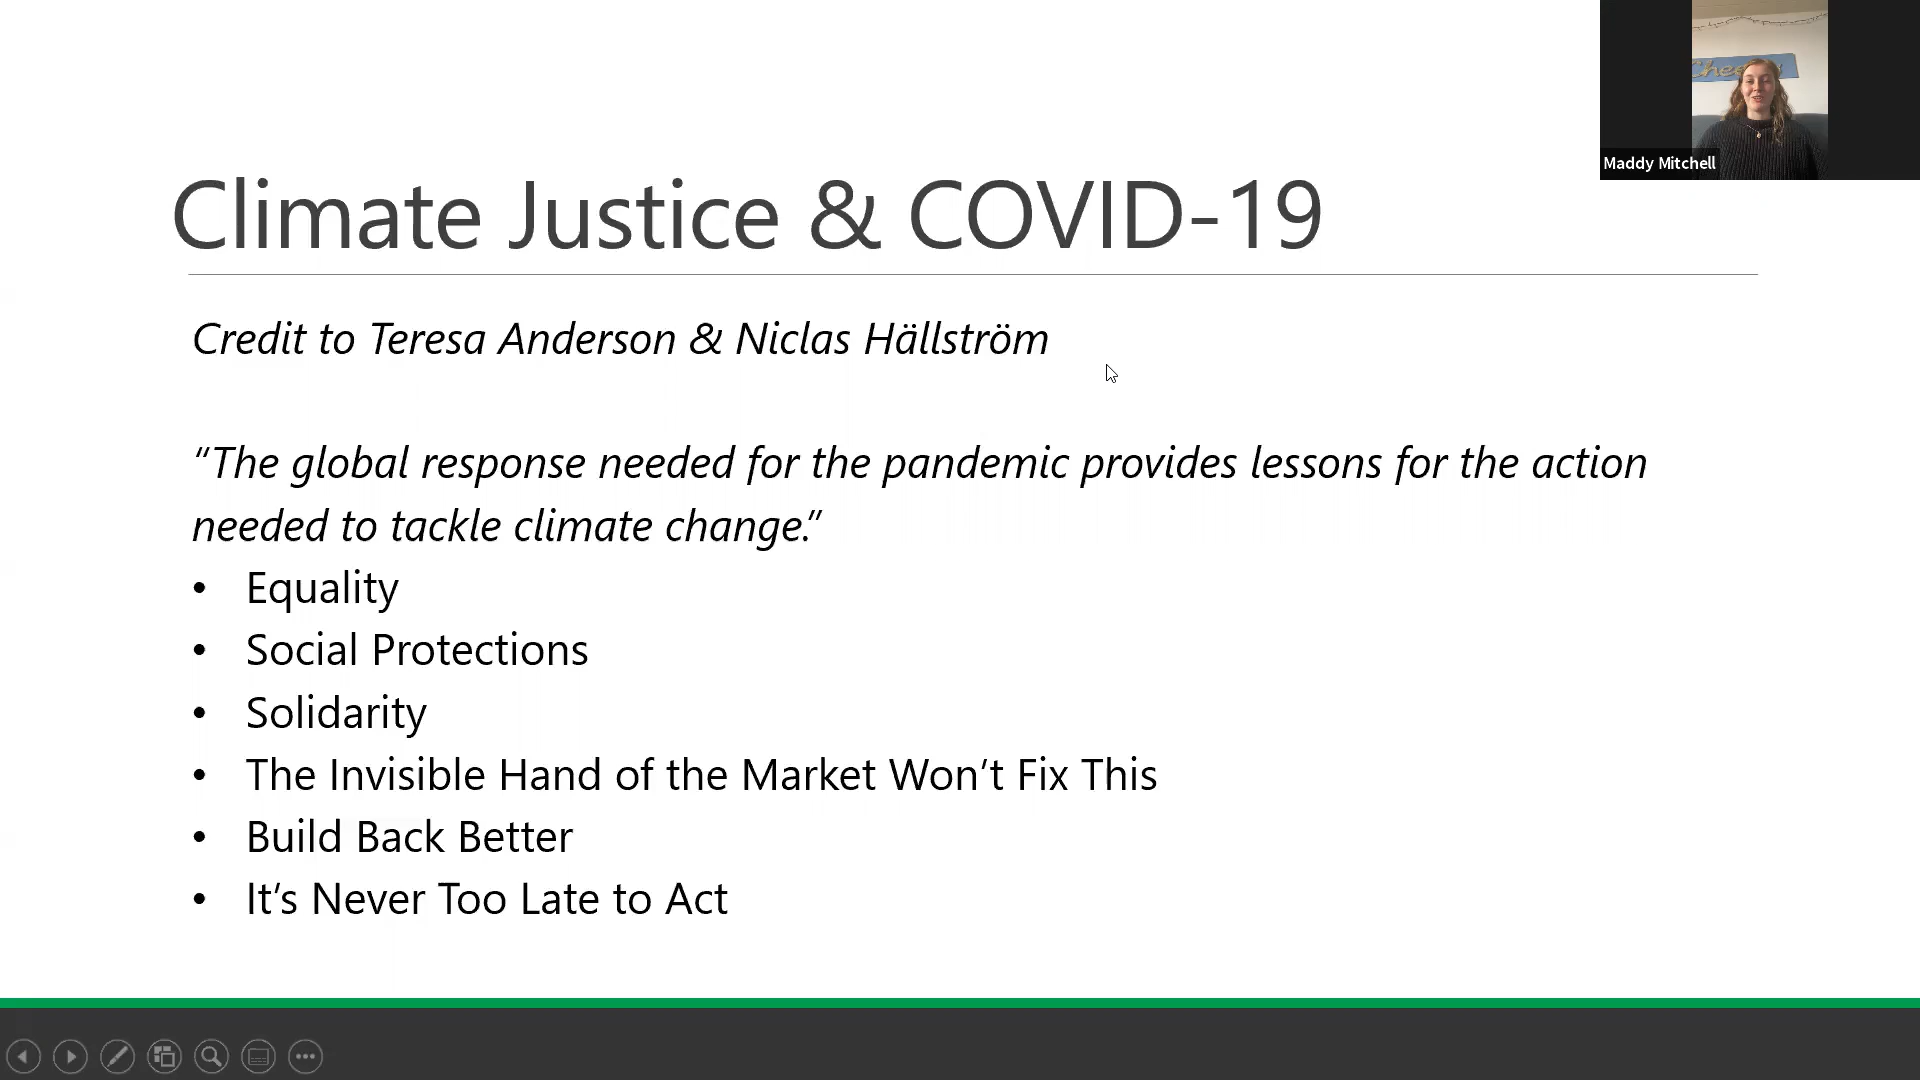 Chee
Maddy Mitchell
Climate Justice & COVID-19
Credit to Teresa Anderson & Niclas Hällström
“The global response needed for the pandemic provides lessons for the action
needed to tackle climate change.”
• Equality
• Social Protections
• Solidarity
• The Invisible Hand of the Market Won’t Fix This
• Build Back Better
• It’s Never Too Late to Act